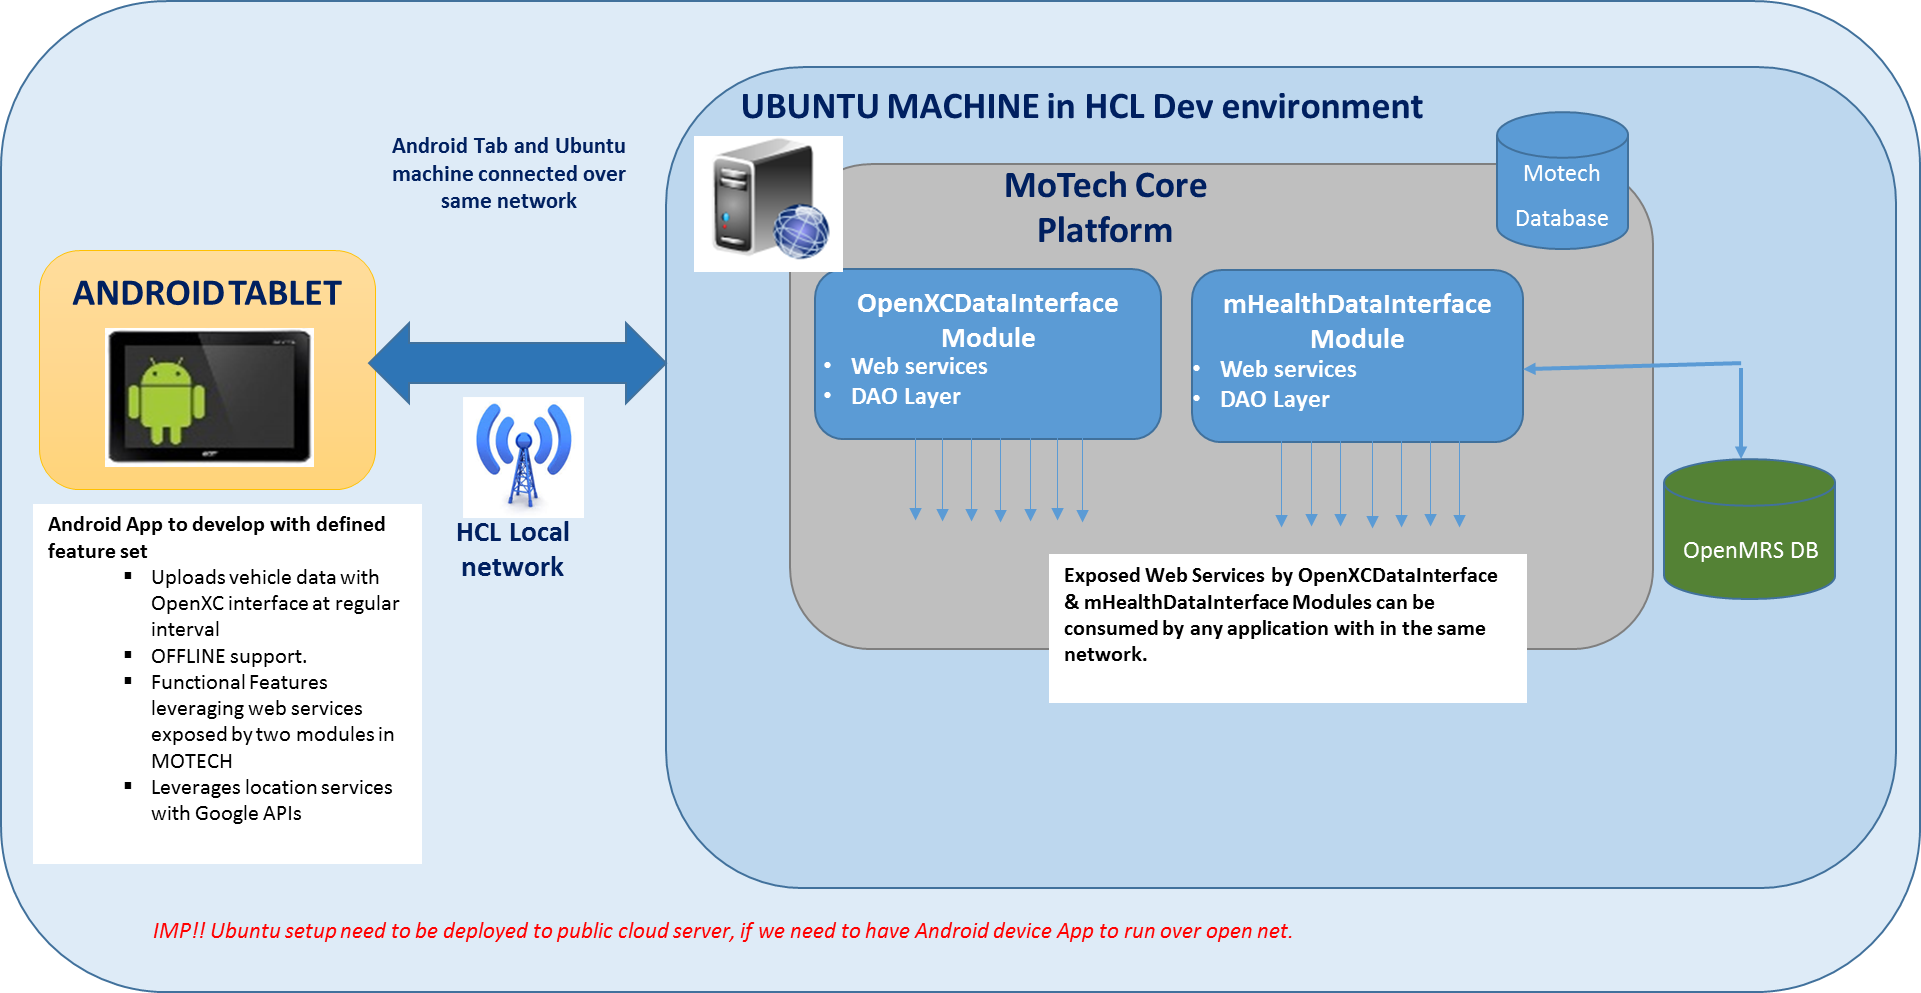 UBUNTU MACHINE in HCL Dev environment
Android Tab and Ubuntu
machine connected over
same network
MoTech Core
Platform
Motech
Database
ANDROID TABLET
OpenXCDataInterface
Module
• Web services
• DAO Layer
mHealthDataInterface
Module
• Web services
• DAO Layer
HCL Local
network
OpenMRS DB
Android App to develop with defined
feature set
▪ Uploads vehicle data with
OpenXC interface at regular
interval
▪ OFFLINE support.
▪ Functional Features
leveraging web services
exposed by two modules in
MOTECH
▪ Leverages location services
with Google APIs
Exposed Web Services by OpenXCDataInterface
& mHealthDataInterface Modules can be
consumed by any application with in the same
network.
IMP!! Ubuntu setup need to be deployed to public cloud server, if we need to have Android device App to run over open net.